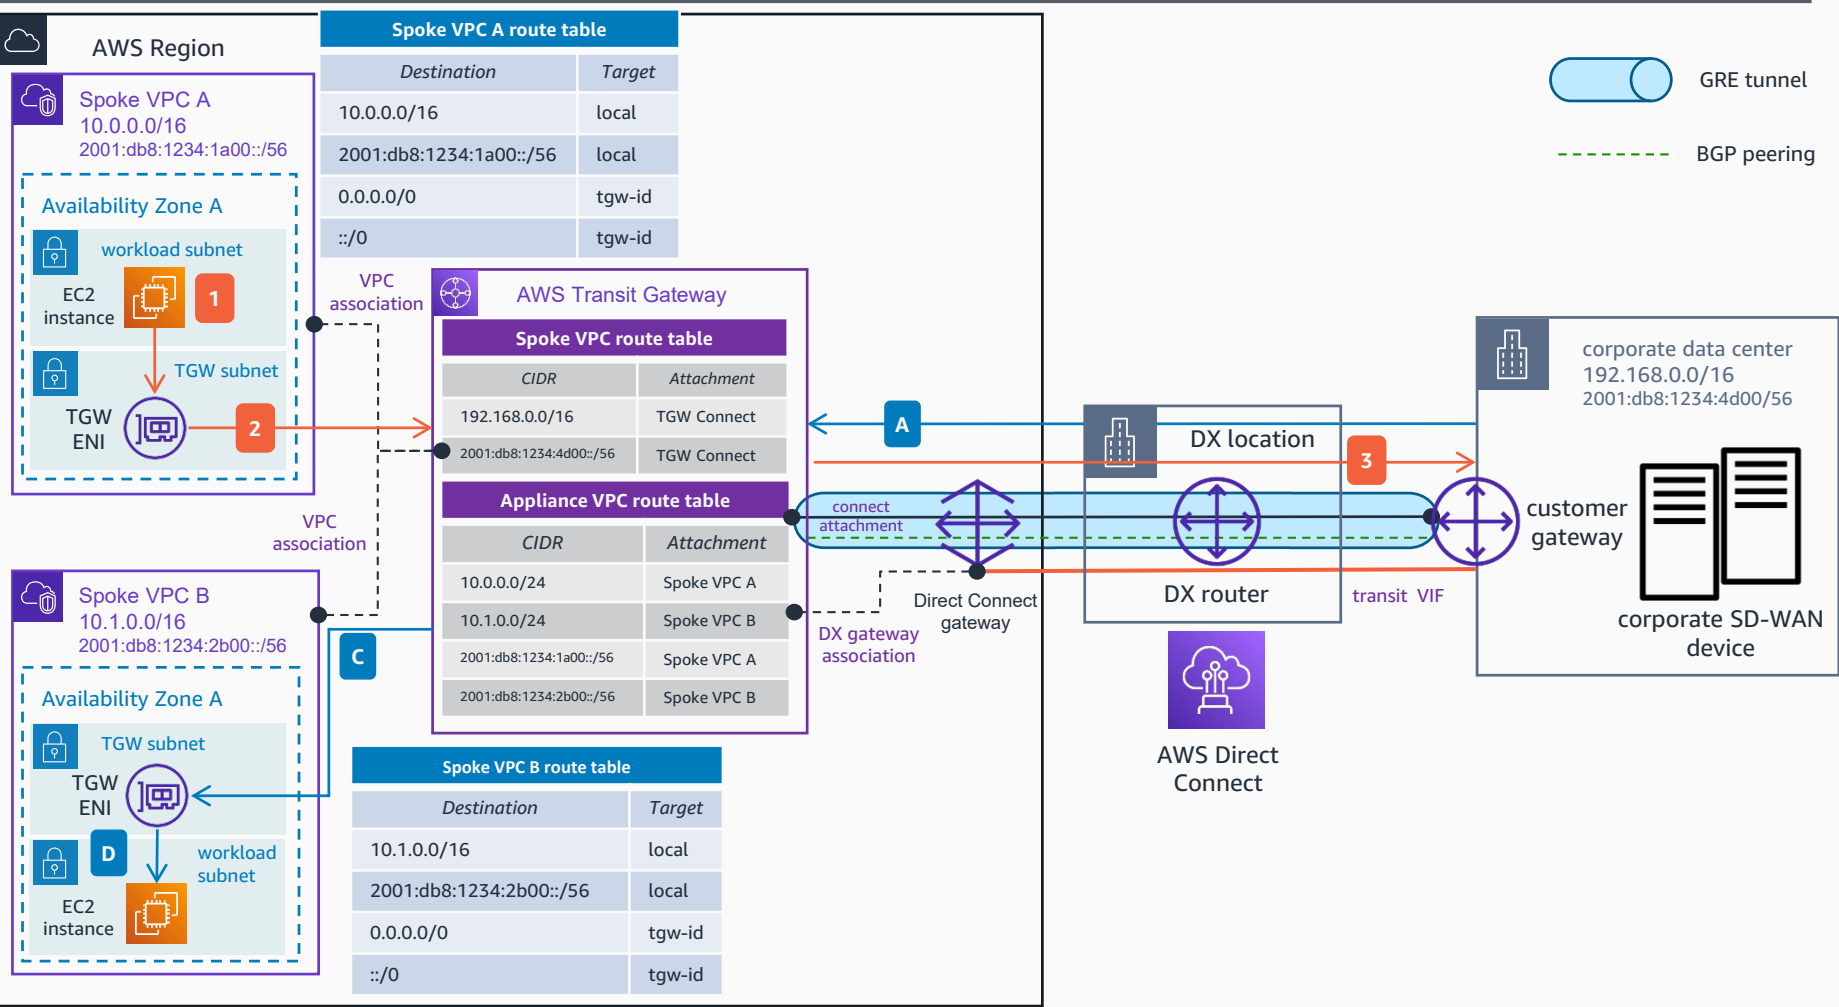 AWS Region
Spoke VPC A
10.0.0.0/16
2001:db8:1234:1a00::/56
Availability Zone A
workload subnet
EC2
instance
1
TGW subnet
TGW
ENI
2
Spoke VPC A route table
Destination Target
10.0.0.0/16 local
2001:db8:1234:1a00::/56 local
0.0.0.0/0 tgw-id
::/0 tgw-id
VPC
association
AWS Transit Gateway
Spoke VPC route table
CIDR Attachment
192.168.0.0/16 TGW Connect
2001:db8:1234:4d00::/56 TGW Connect
Appliance VPC route table
CIDR Attachment
10.0.0.0/24 Spoke VPC A
10.1.0.0/24 Spoke VPC B
2001:db8:1234:1a00::/56 Spoke VPC A
2001:db8:1234:2b00::/56 Spoke VPC B
VPC
association
Spoke VPC B
10.1.0.0/16
2001:db8:1234:2b00::/56
C
Availability Zone A
TGW subnet
TGW
ENI
D
workload
subnet
EC2
instance
Spoke VPC B route table
Destination Target
10.1.0.0/16 local
2001:db8:1234:2b00::/56 local
0.0.0.0/0 tgw-id
::/0 tgw-id
GRE tunnel
BGP peering
A
DX location
3
connect
attachment
Direct Connect
gateway
DX gateway
association
DX router
transit VIF
AWS Direct
Connect
corporate data center
192.168.0.0/16
2001:db8:1234:4d00/56
customer
gateway
corporate SD-WAN
device